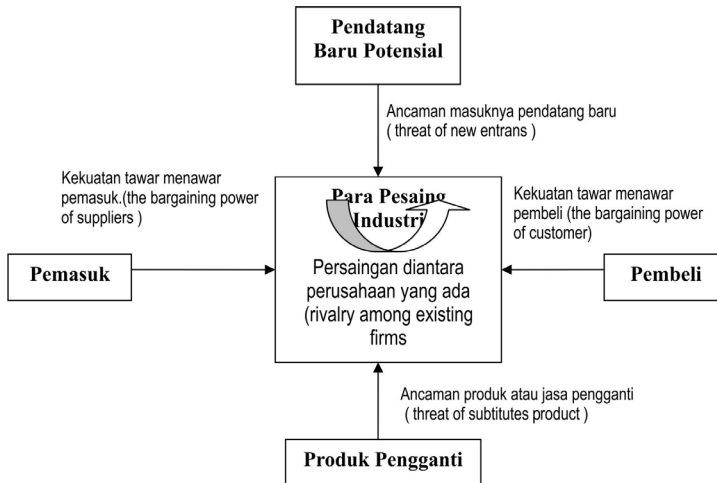 Pendatang
Baru Potensial
Ancaman masuknya pendatang baru
( threat of new entrans )
Kekuatan tawar menawar
pemasuk.(the bargaining power
of suppliers )
Para Pesaing
Industri
Kekuatan tawar menawar
pembeli (the bargaining power
of customer)
Pemasuk
Persaingan diantara
perusahaan yang ada
(rivalry among existing
firms
Pembeli
Ancaman produk atau jasa pengganti
( threat of subtitutes product )
Produk Pengganti